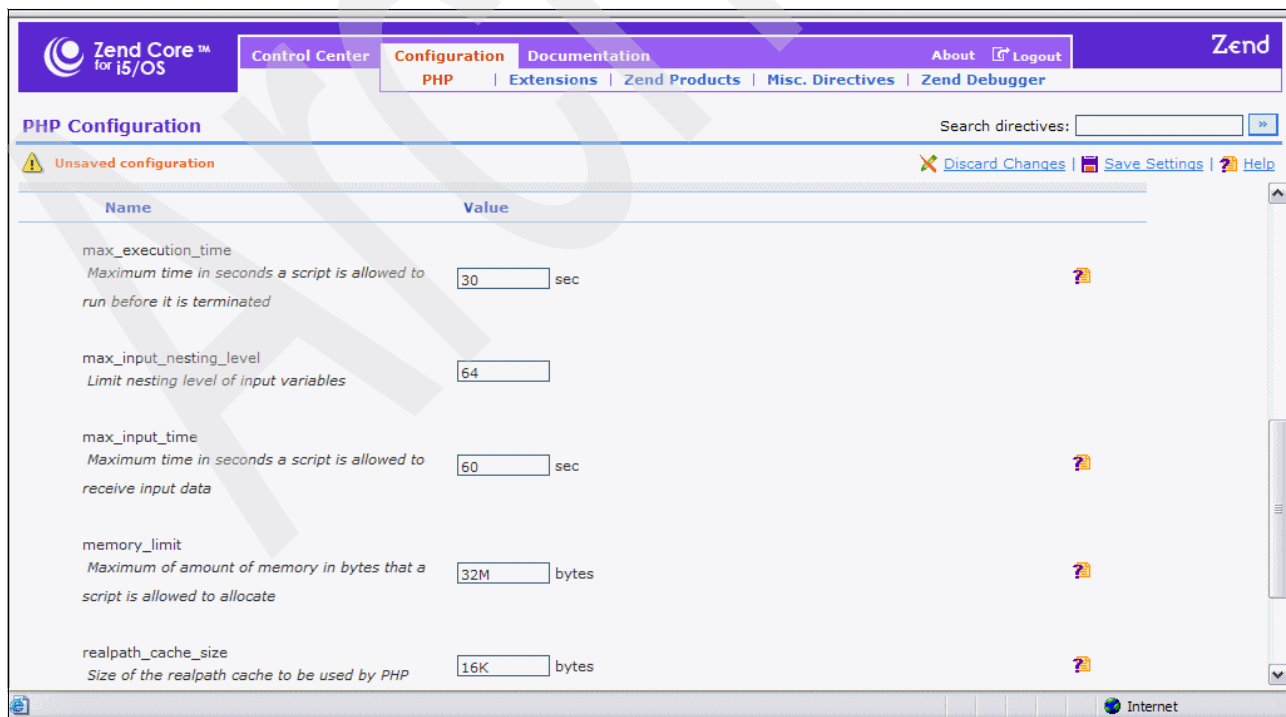 Zend Core ™
for i5/OS
Control Center
Configuration
Documentation
About
Logout
Zend
PHP | Extensions | Zend Products | Misc. Directives | Zend Debugger
PHP Configuration
Search directives:
»
Unsaved configuration
Discard Changes | Save Settings | Help
Name
Value
max_execution_time
Maximum time in seconds a script is allowed to
run before it is terminated
30 sec
max_input_nesting_level
Limit nesting level of input variables
64
max_input_time
Maximum time in seconds a script is allowed to
receive input data
60 sec
memory_limit
Maximum of amount of memory in bytes that a
script is allowed to allocate
32M bytes
realpath_cache_size
Size of the realpath cache to be used by PHP
16K bytes
Internet